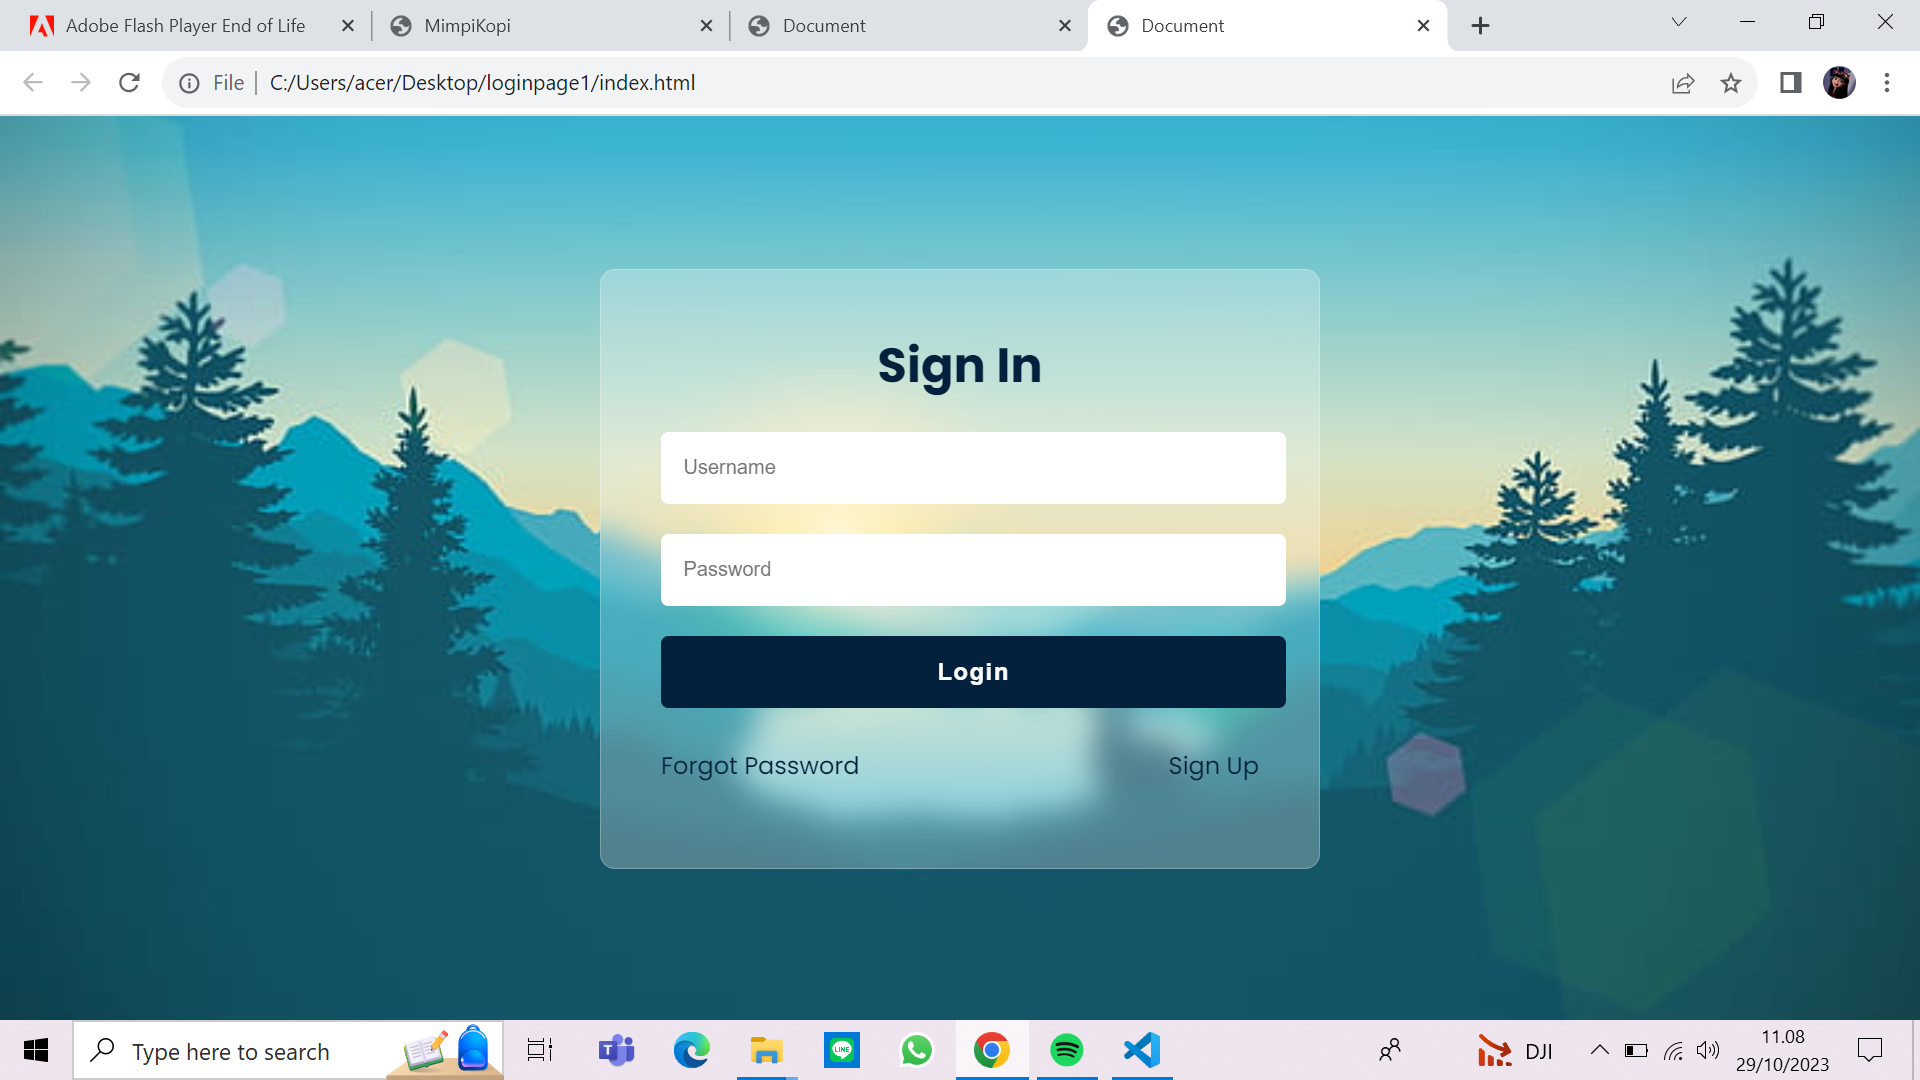 Adobe Flash Player End of Life
MimpiKopi
Document
Document
File
C:/Users/acer/Desktop/loginpage1/index.html
Sign In
Username
Password
Login
Forgot Password
Sign Up
Type here to search
T
LINE
DJI
11.08
29/10/2023